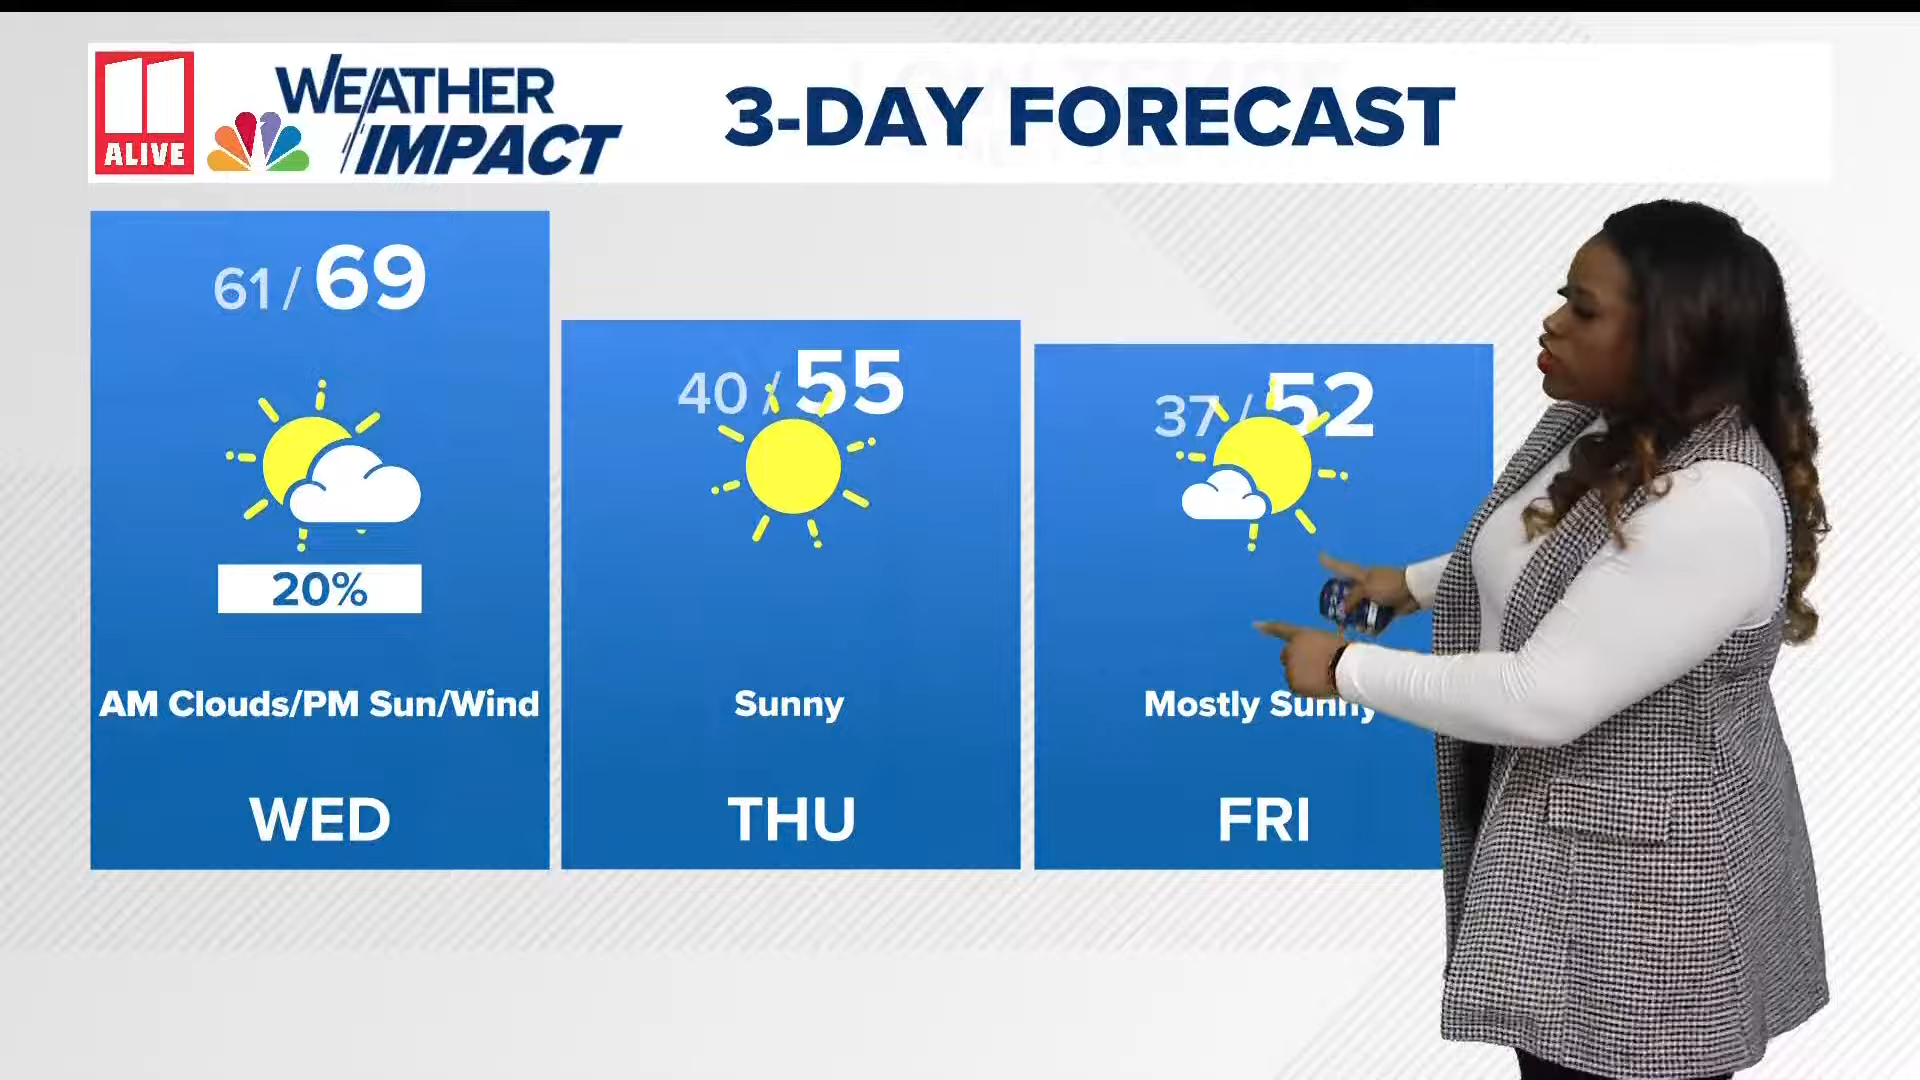 11
ALIVE
WEATHER
IMPACT
3-DAY FORECAST
61/69
20%
AM Clouds/PM Sun/Wind
WED
40/55
Sunny
THU
37/52
Mostly Sunny
FRI